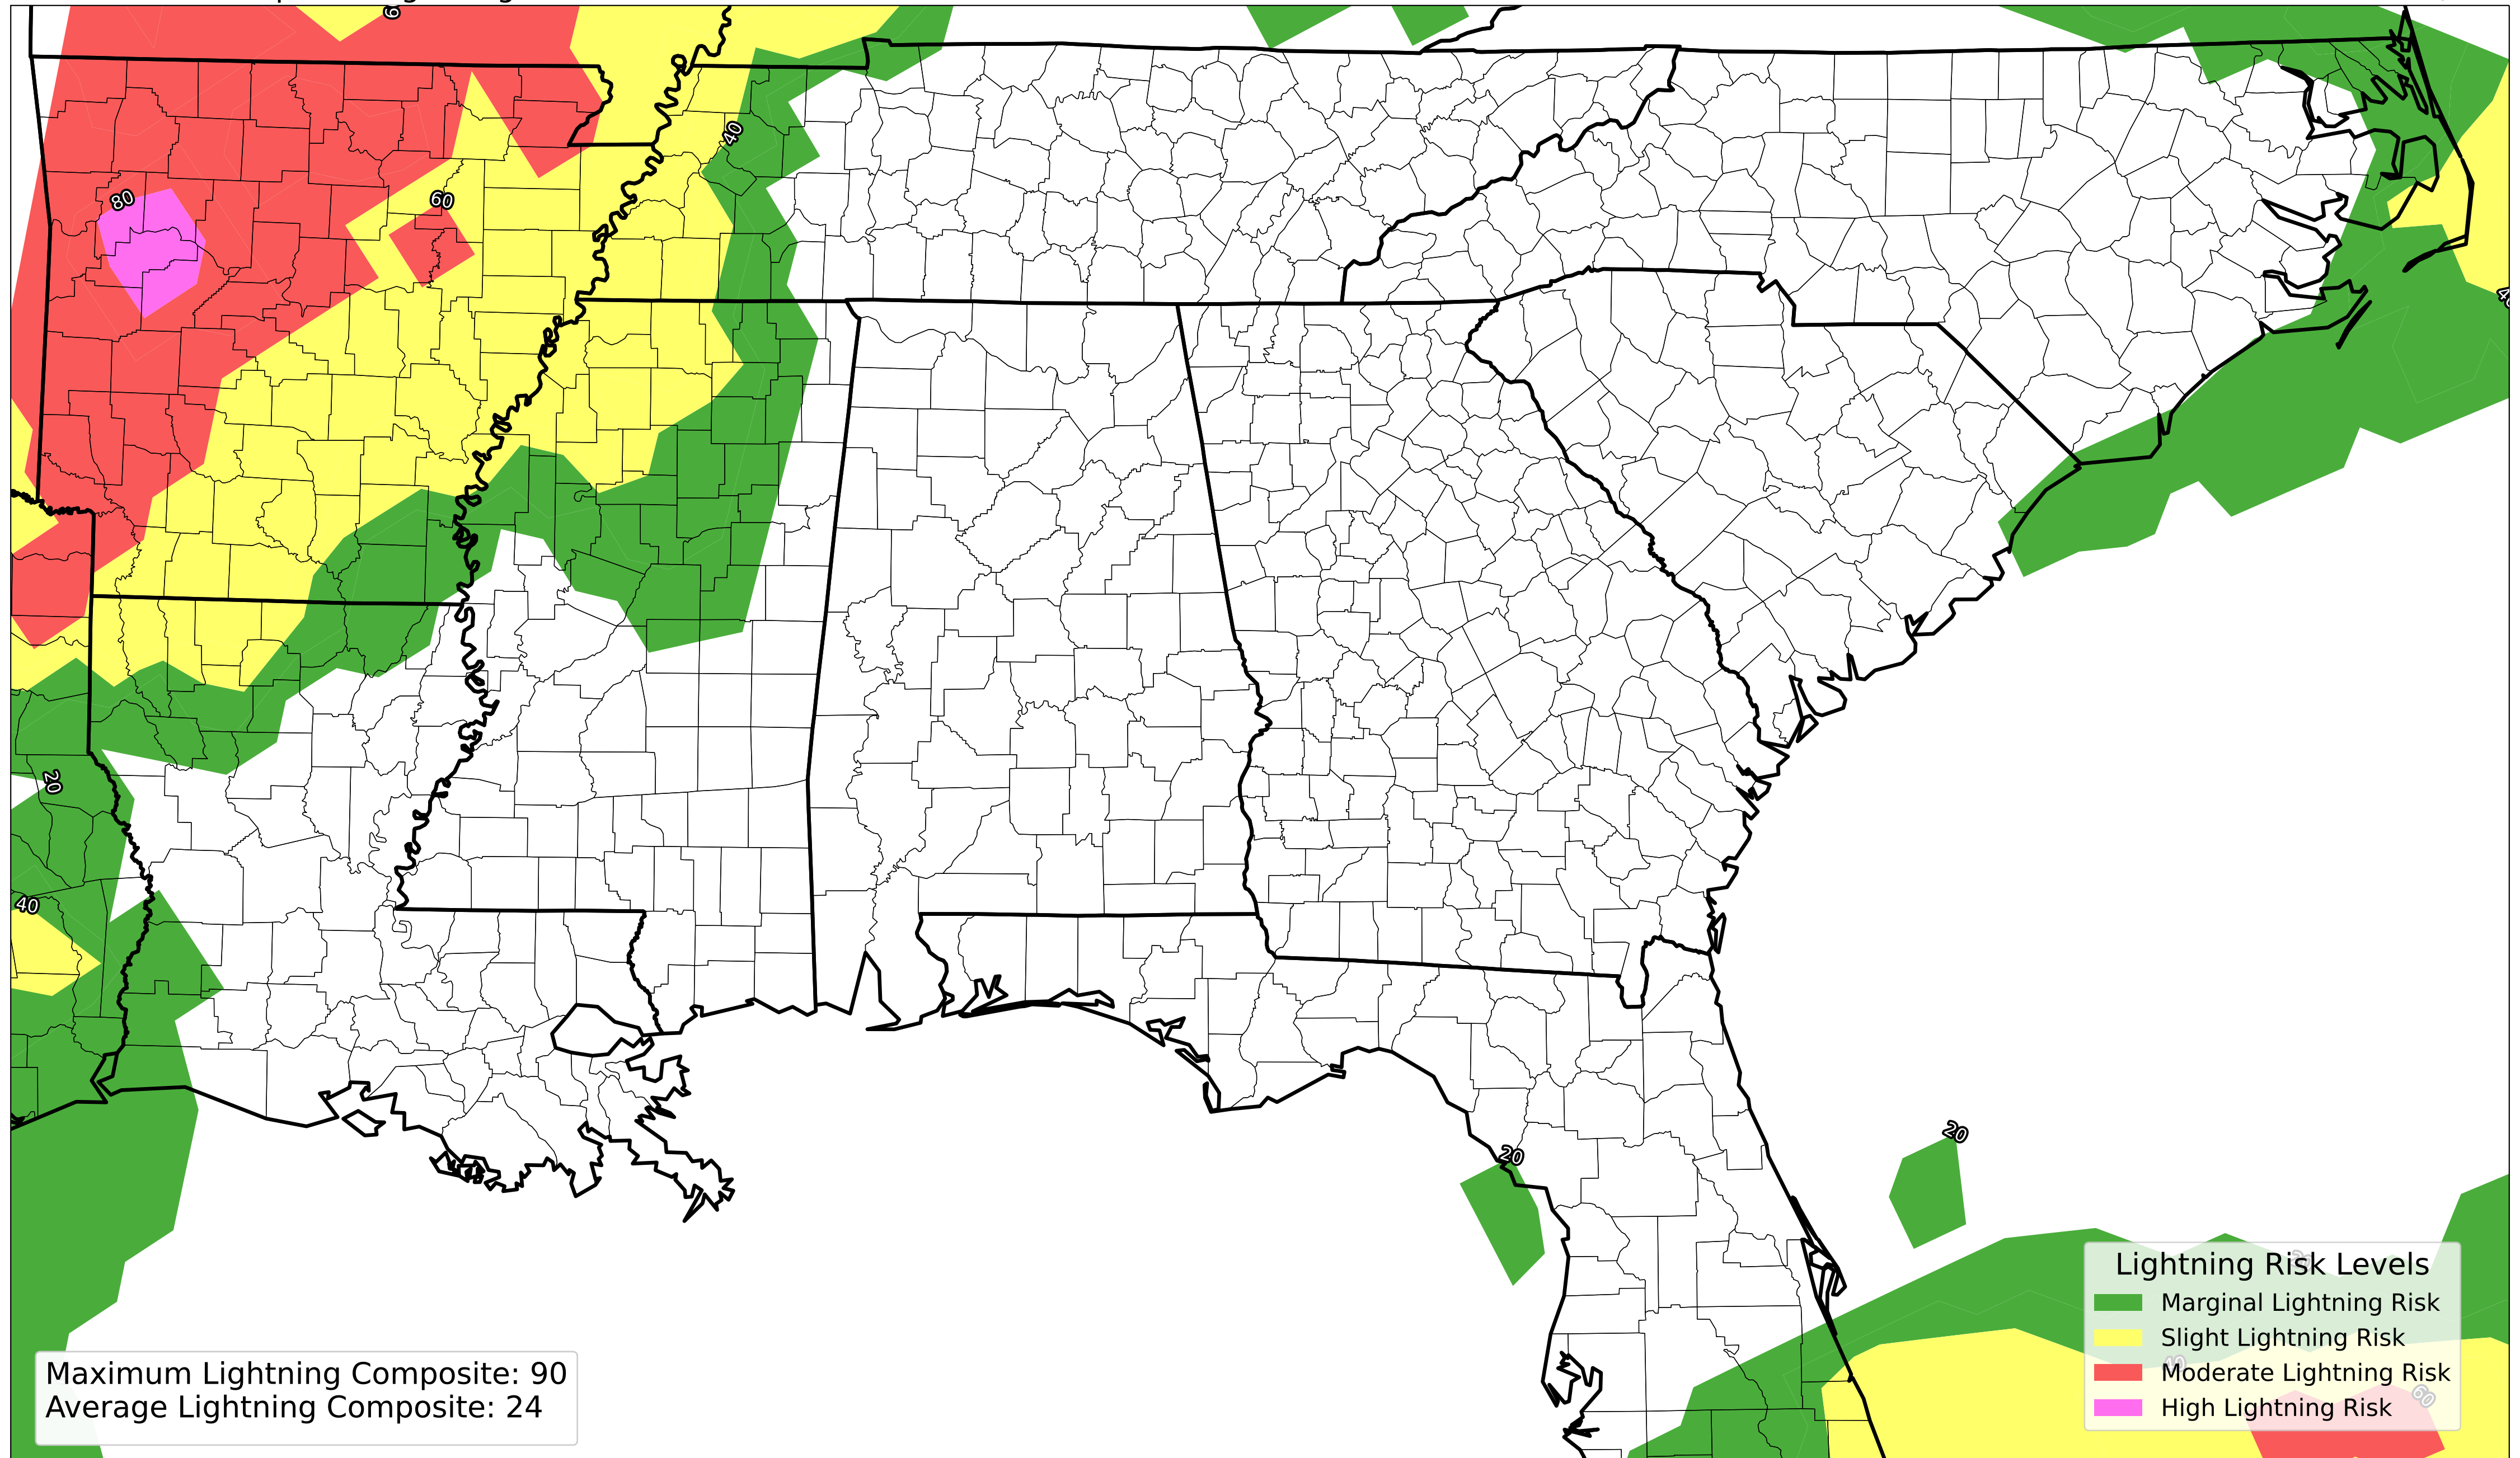 80
60
40
20
40
20
20
Maximum Lightning Composite: 90
Average Lightning Composite: 24
Lightning Risk Levels
Marginal Lightning Risk
Slight Lightning Risk
Moderate Lightning Risk
High Lightning Risk
60